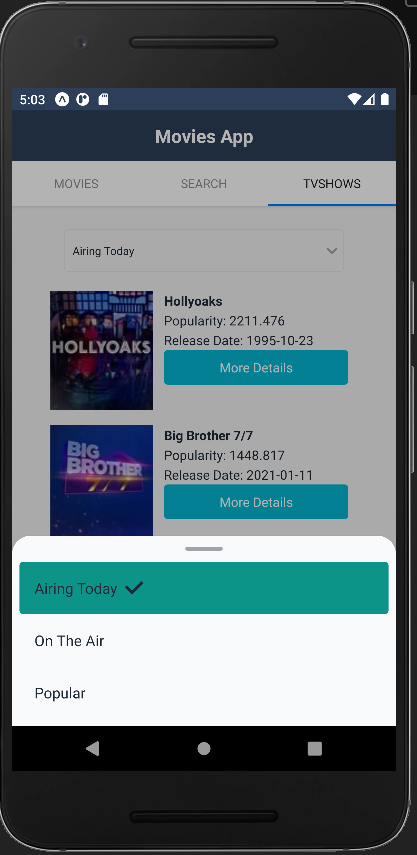 5:03
Movies App
MOVIES
SEARCH
TVSHOWS
Airing Today
HOLLYOAKS
Hollyoaks
Popularity: 2211.476
Release Date: 1995-10-23
More Details
BIG
BROTHER
7/7
Big Brother 7/7
Popularity: 1448.817
Release Date: 2021-01-11
More Details
Airing Today
On The Air
Popular